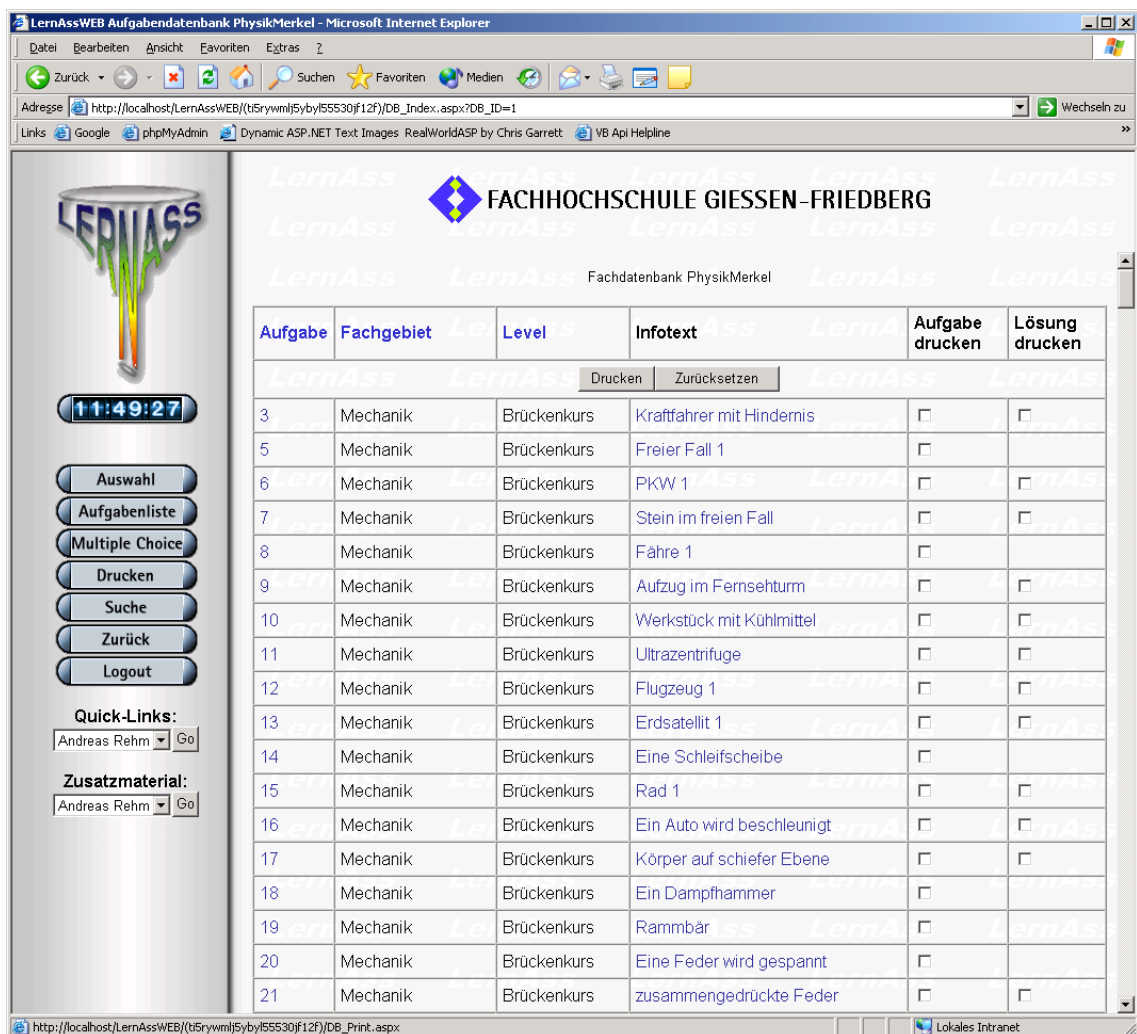 LernAssWEB Aufgabendatenbank PhysikMerkel - Microsoft Internet Explorer
Datei Bearbeiten Ansicht Favoriten Extras ?
Zurück Suchen Favoriten Medien
Adresse http://localhost/LernAssWEB/(ti5rywmlj5ybyl55530jf12f)/DB_Index.aspx?DB_ID=1 Wechseln zu
Links Google phpMyAdmin Dynamic ASP.NET Text Images RealWorldASP by Chris Garrett VB Api Helpline »
LERNASS
11:49:27
Auswahl
Aufgabenliste
Multiple Choice
Drucken
Suche
Zurück
Logout
Quick-Links:
Andreas Rehm Go
Zusatzmaterial:
Andreas Rehm Go
FACHHOCHSCHULE GIESSEN-FRIEDBERG
Fachdatenbank PhysikMerkel
Aufgabe Fachgebiet Level Infotext Aufgabe drucken Lösung drucken
Drucken Zurücksetzen
3 Mechanik Brückenkurs Kraftfahrer mit Hindernis
5 Mechanik Brückenkurs Freier Fall 1
6 Mechanik Brückenkurs PKW 1
7 Mechanik Brückenkurs Stein im freien Fall
8 Mechanik Brückenkurs Fähre 1
9 Mechanik Brückenkurs Aufzug im Fernsehturm
10 Mechanik Brückenkurs Werkstück mit Kühlmittel
11 Mechanik Brückenkurs Ultrazentrifuge
12 Mechanik Brückenkurs Flugzeug 1
13 Mechanik Brückenkurs Erdsatellit 1
14 Mechanik Brückenkurs Eine Schleifscheibe
15 Mechanik Brückenkurs Rad 1
16 Mechanik Brückenkurs Ein Auto wird beschleunigt
17 Mechanik Brückenkurs Körper auf schiefer Ebene
18 Mechanik Brückenkurs Ein Dampfhammer
19 Mechanik Brückenkurs Rammbär
20 Mechanik Brückenkurs Eine Feder wird gespannt
21 Mechanik Brückenkurs zusammengedrückte Feder
http://localhost/LernAssWEB/(ti5rywmlj5ybyl55530jf12f)/DB_Print.aspx Lokales Intranet